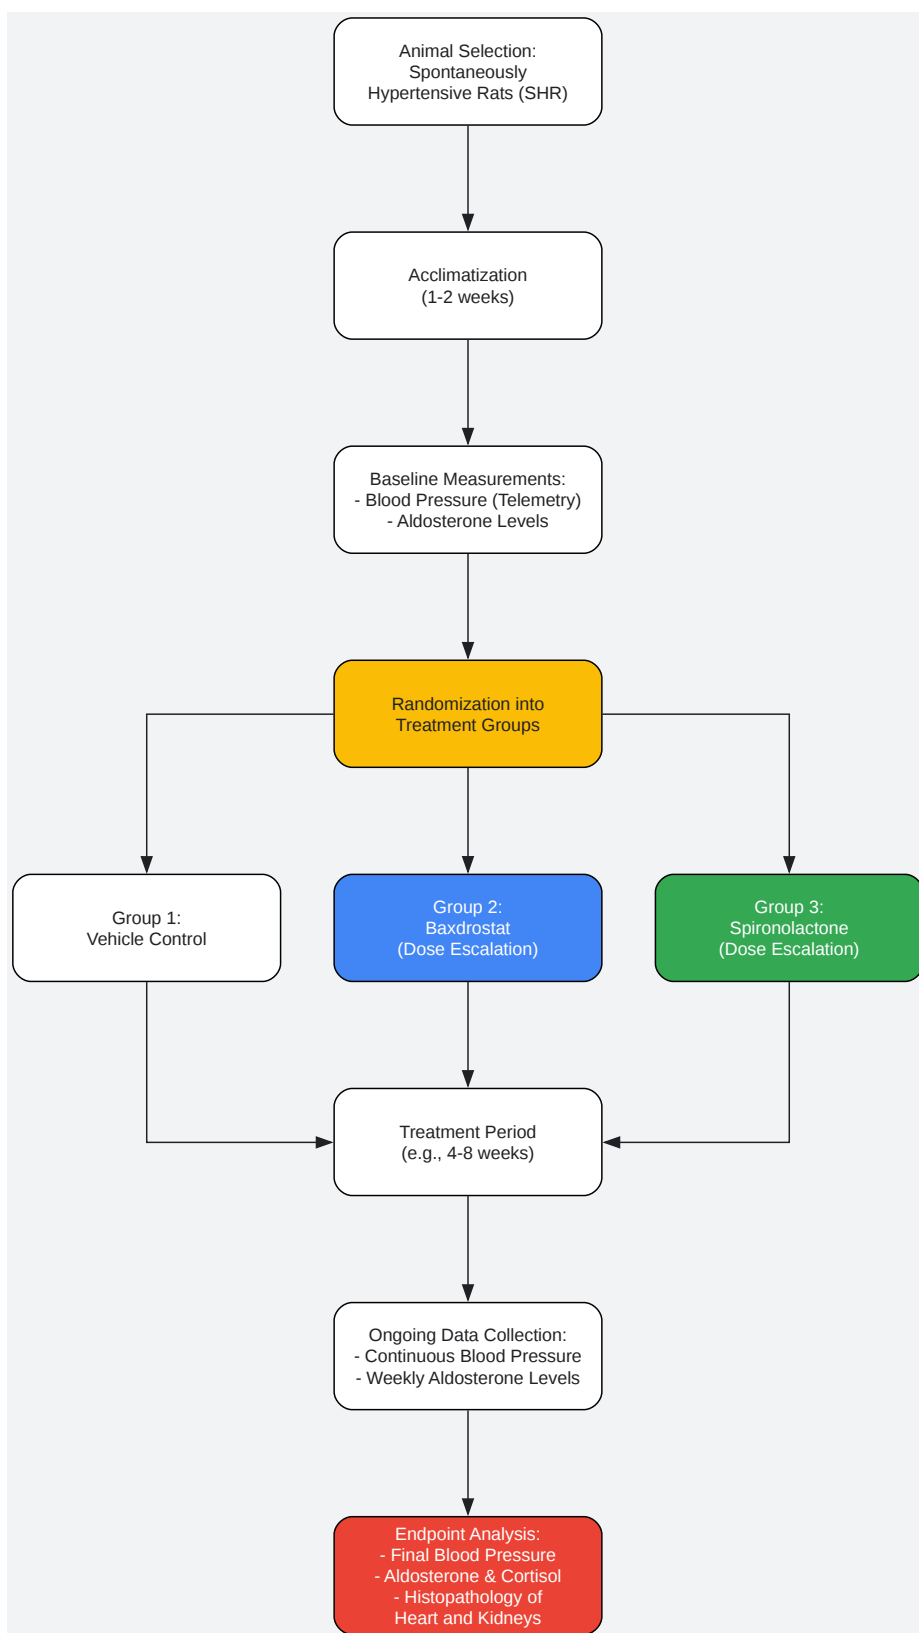 Animal Selection:
Spontaneously
Hypertensive Rats (SHR)
Acclimatization
(1-2 weeks)
Baseline Measurements:
- Blood Pressure (Telemetry)
- Aldosterone Levels
Randomization into
Treatment Groups
Group 1:
Vehicle Control
Group 2:
Baxdrostat
(Dose Escalation)
Group 3:
Spironolactone
(Dose Escalation)
Treatment Period
(e.g., 4-8 weeks)
Ongoing Data Collection:
- Continuous Blood Pressure
- Weekly Aldosterone Levels
Endpoint Analysis:
- Final Blood Pressure
- Aldosterone & Cortisol
- Histopathology of
Heart and Kidneys